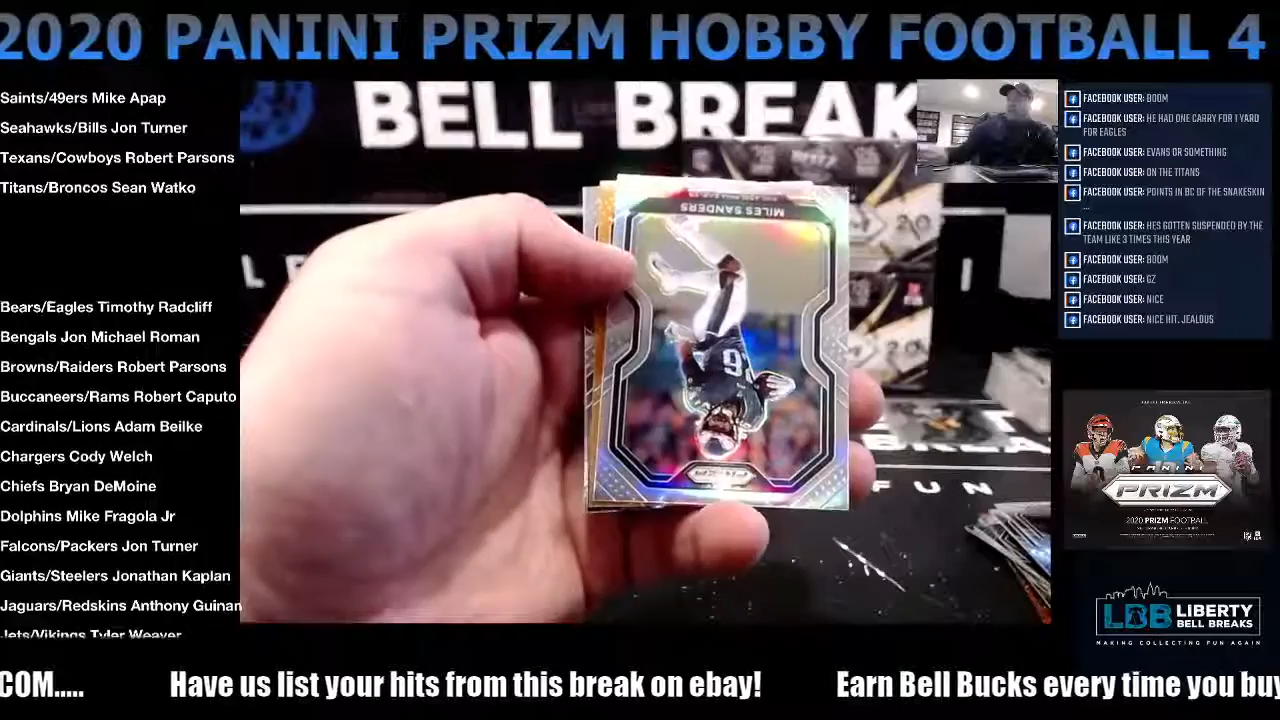 2020 PANINI PRIZM HOBBY FOOTBALL 4
Saints/49ers Mike Apap
Seahawks/Bills Jon Turner
Texans/Cowboys Robert Parsons
Titans/Broncos Sean Watko
Bears/Eagles Timothy Radcliff
Bengals Jon Michael Roman
Browns/Raiders Robert Parsons
Buccaneers/Rams Robert Caputo
Cardinals/Lions Adam Beilke
Chargers Cody Welch
Chiefs Bryan DeMoine
Dolphins Mike Fragola Jr
Falcons/Packers Jon Turner
Giants/Steelers Jonathan Kaplan
Jaguars/Redskins Anthony Guinan
Jets/Vikings Tyler Weaver
BELL BREAK
MILES SANDERS
26
PRIZM
FUN
FACEBOOK USER: BOOM
FACEBOOK USER: HE HAD ONE CARRY FOR 1 YARD
FOR EAGLES
FACEBOOK USER: EVANS OR SOMETHING
FACEBOOK USER: ON THE TITANS
FACEBOOK USER: POINTS IN BC OF THE SNAKESKIN
...
FACEBOOK USER: HES GOTTEN SUSPENDED BY THE
TEAM LIKE 3 TIMES THIS YEAR
FACEBOOK USER: BOOM
FACEBOOK USER: GZ
FACEBOOK USER: NICE
FACEBOOK USER: NICE HIT. JEALOUS
PANINI
PRIZM
2020 PRIZM FOOTBALL
LBB LIBERTY
BELL BREAKS
MAKING COLLECTING FUN AGAIN
COM..... Have us list your hits from this break on ebay! Earn Bell Bucks every time you buy